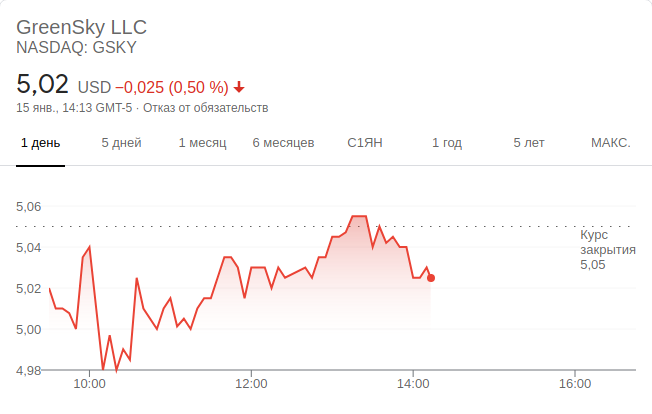 GreenSky LLC
NASDAQ: GSKY
5,02 USD −0,025 (0,50 %)
15 янв., 14:13 GMT-5 · Отказ от обязательств
1 день 5 дней 1 месяц 6 месяцев С1ЯН 1 год 5 лет МАКС.
5,06
Курс
закрытия
5,05
5,04
5,02
5,00
4,98
10:00 12:00 14:00 16:00